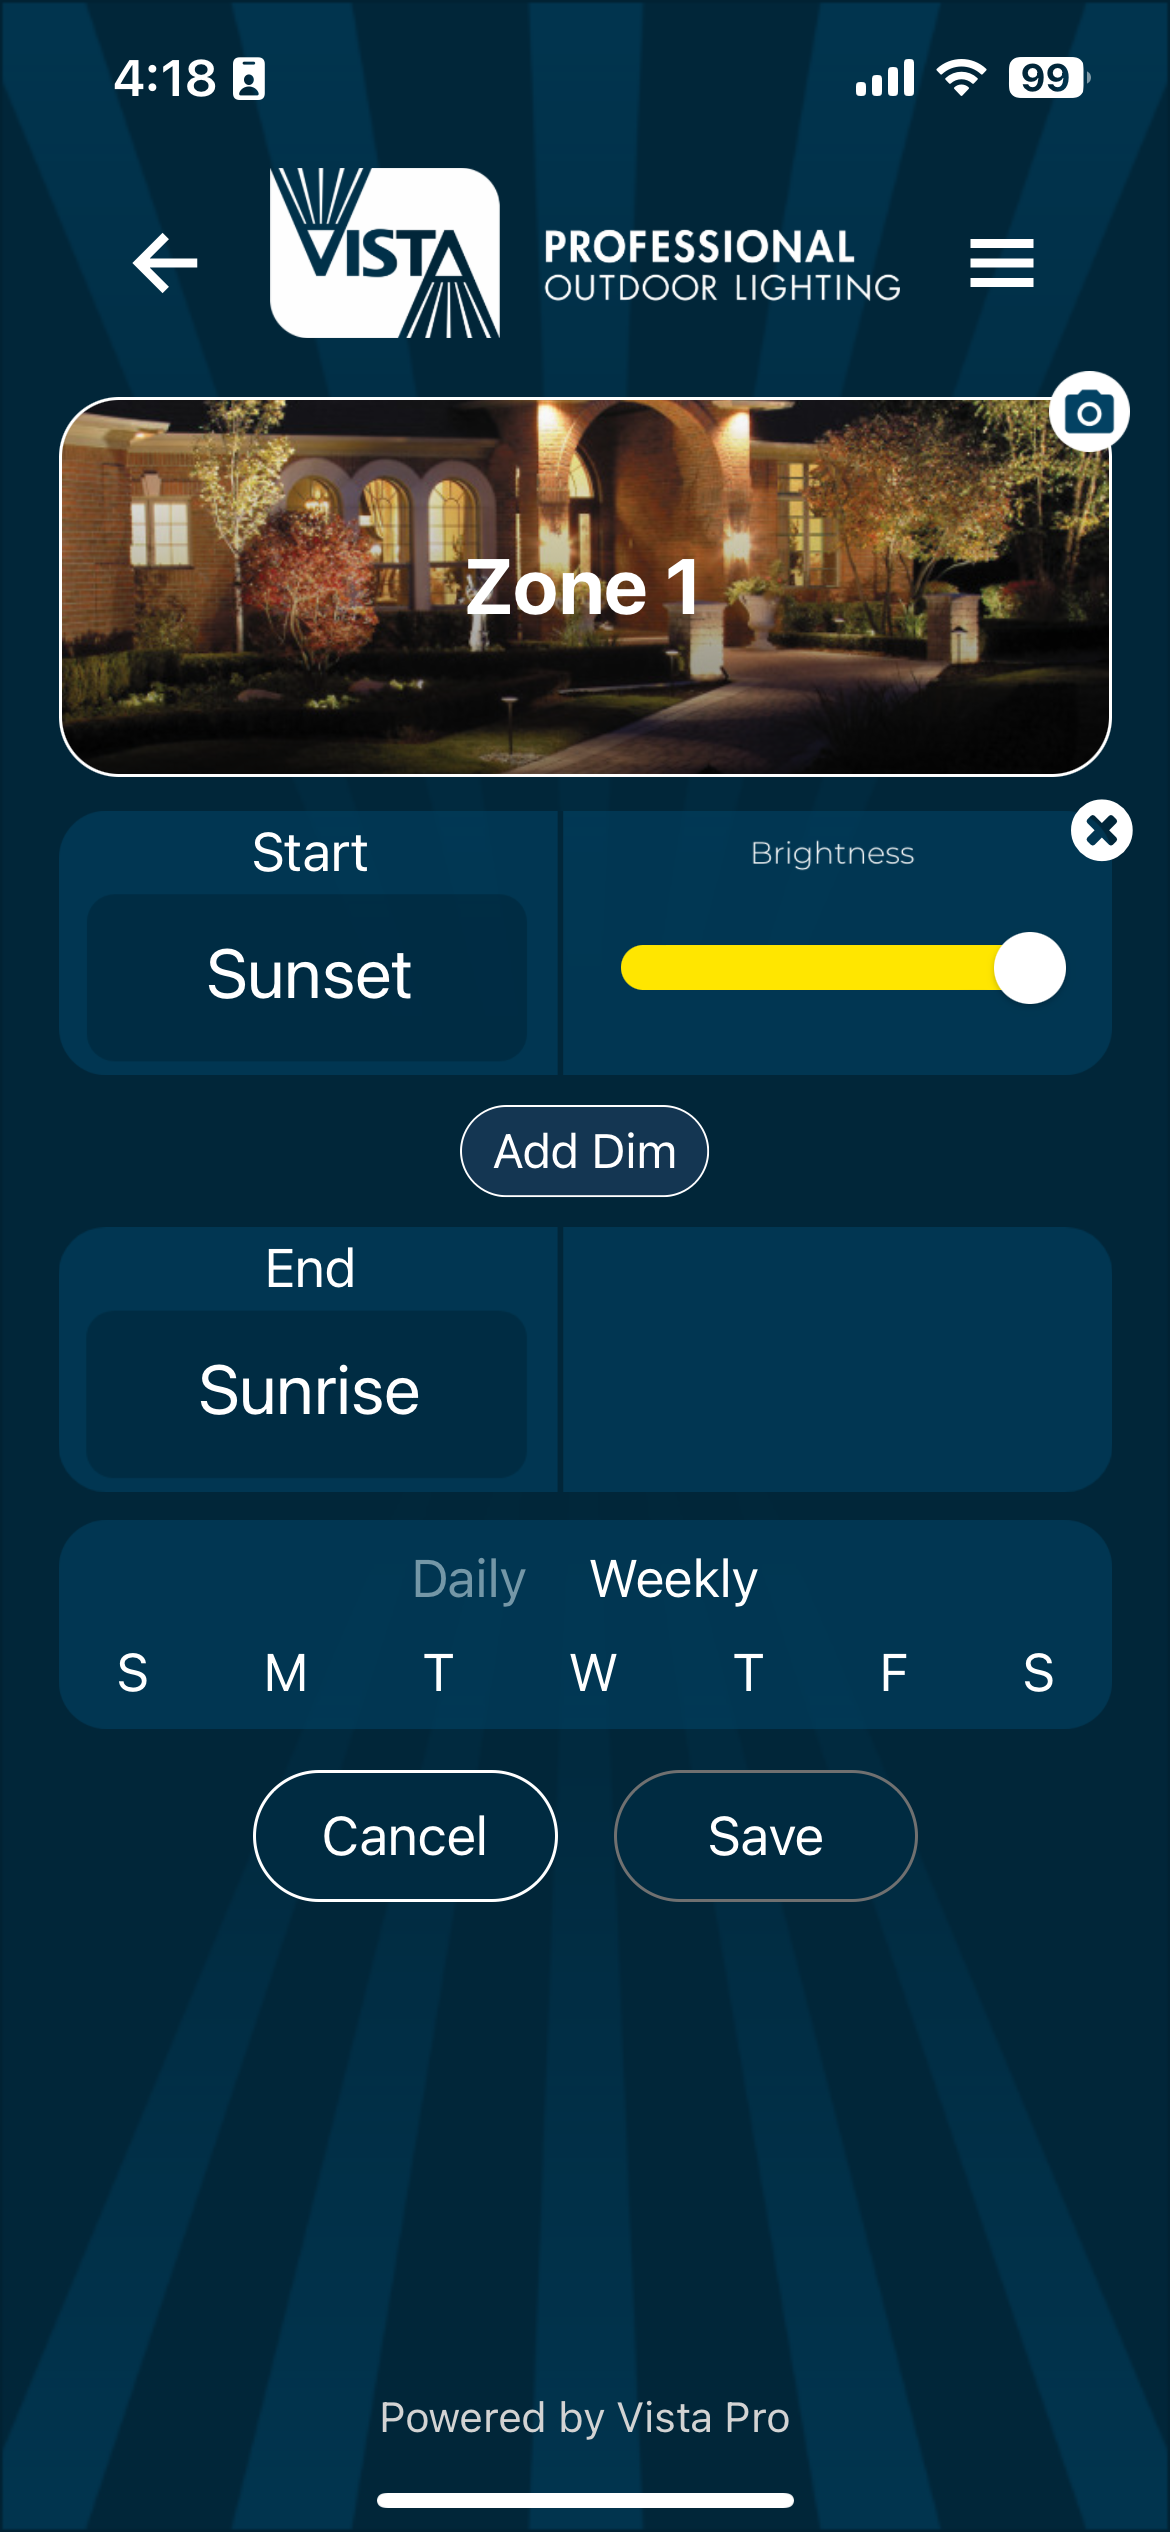 4:18
99
VISTA
PROFESSIONAL
OUTDOOR LIGHTING
Zone 1
Start
Brightness
Sunset
Add Dim
End
Sunrise
Daily Weekly
S M T W T F S
Cancel Save
Powered by Vista Pro